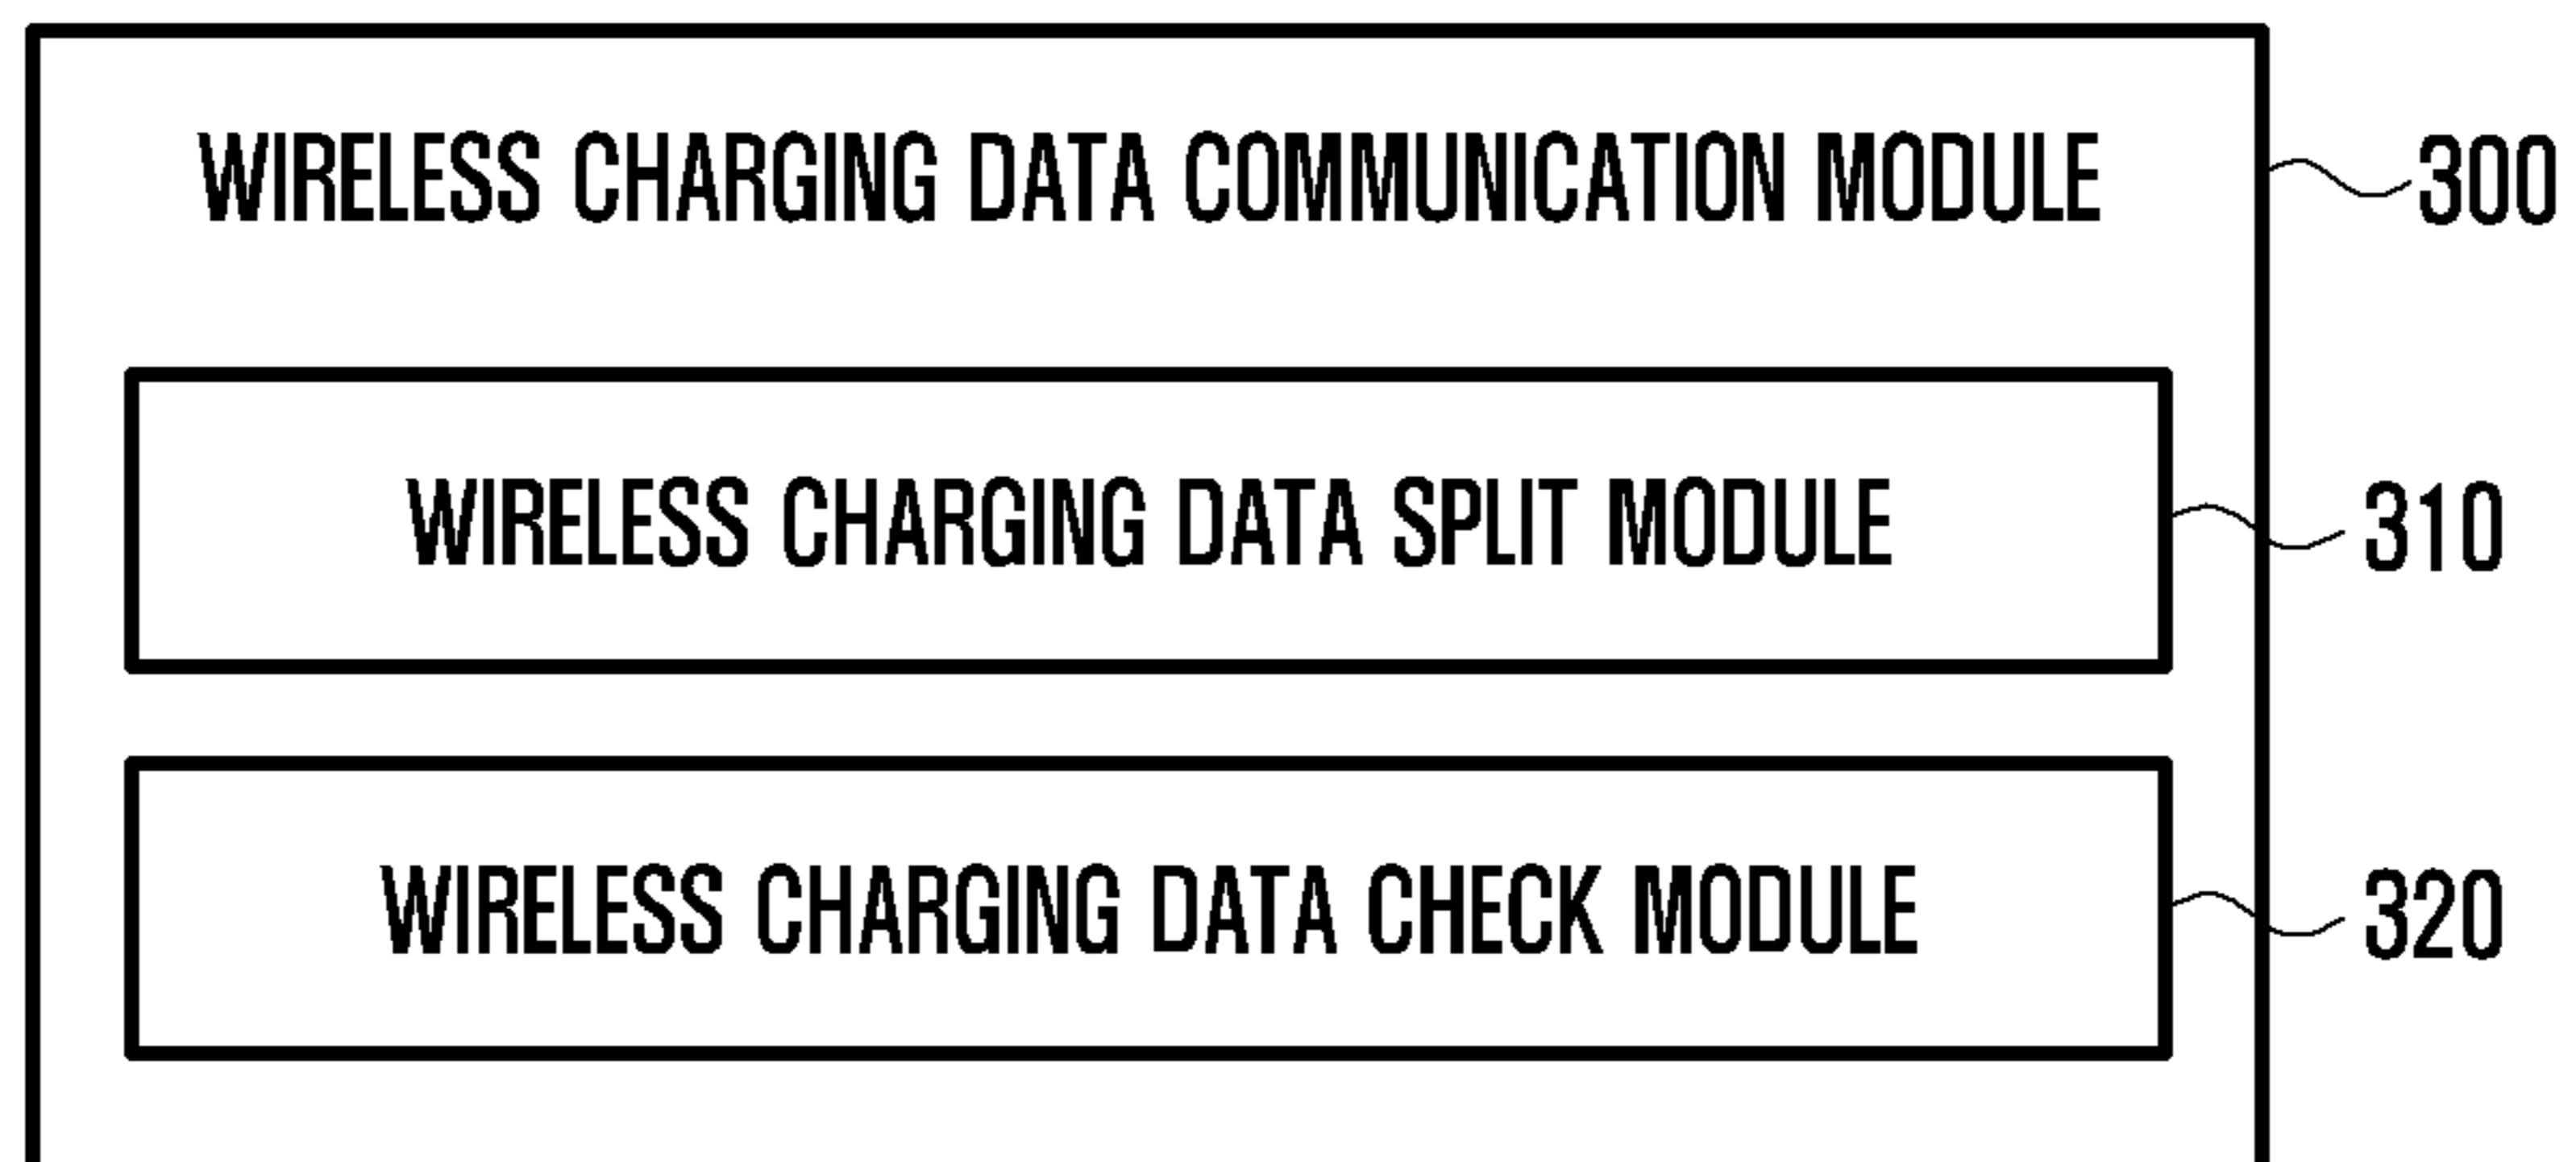 WIRELESS CHARGING DATA COMMUNICATION MODULE 300
WIRELESS CHARGING DATA SPLIT MODULE 310
WIRELESS CHARGING DATA CHECK MODULE 320